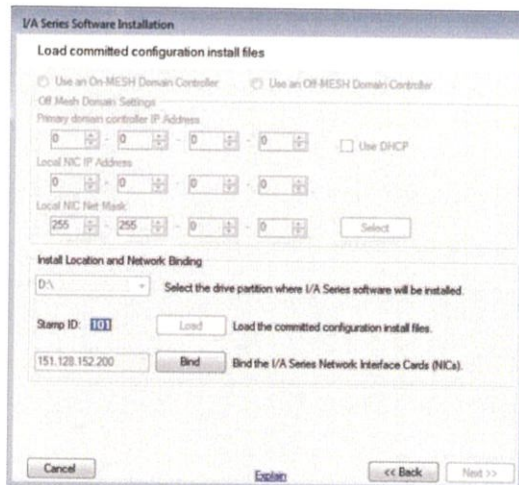 I/A Series Software Installation
Load committed configuration install files
Use an On-MESH Domain Controller Use an Off-MESH Domain Controller
Off Mesh Domain Settings
Primary domain controller IP Address
0 - 0 - 0 - 0 Use DHCP
Local NIC IP Address
0 - 0 - 0 - 0
Local NIC Net Mask
255 - 255 - 0 - 0 Select
Install Location and Network Binding
D:\ Select the drive partition where I/A Series software will be installed.
Stamp ID: 101 Load Load the committed configuration install files.
151.128.152.200 Bind Bind the I/A Series Network Interface Cards (NICs).
Cancel Explain << Back Next >>